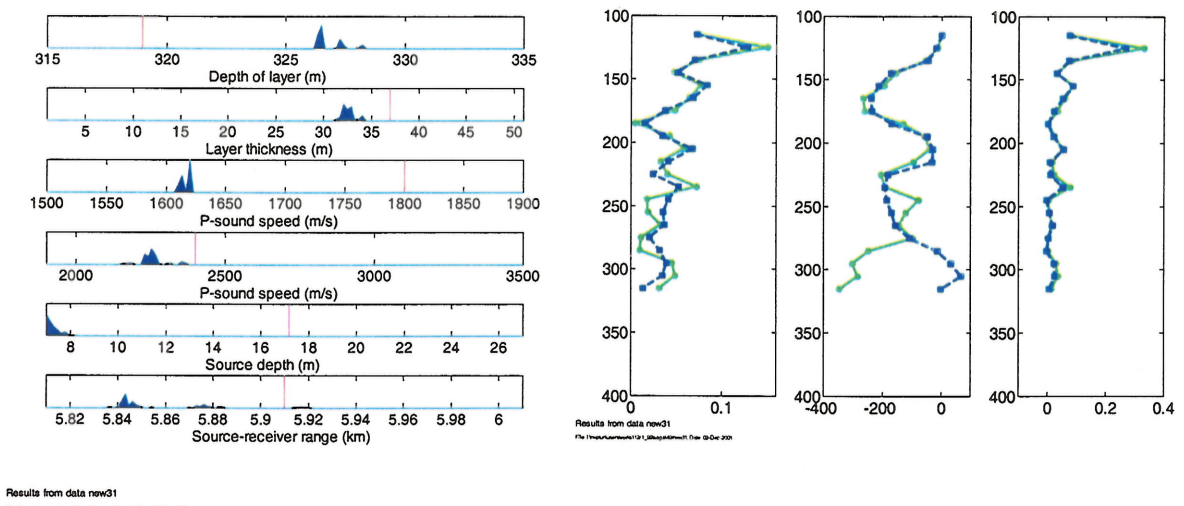 315 320 325 330 335
Depth of layer (m)
5 10 15 20 25 30 35 40 45 50
Layer thickness (m)
1500 1550 1600 1650 1700 1750 1800 1850 1900
P-sound speed (m/s)
2000 2500 3000 3500
P-sound speed (m/s)
8 10 12 14 16 18 20 22 24 26
Source depth (m)
5.82 5.84 5.86 5.88 5.9 5.92 5.94 5.96 5.98 6
Source-receiver range (km)
Results from data new31
100
150
200
250
300
350
400
0 0.1
100
150
200
250
300
350
400
-400 -200 0
100
150
200
250
300
350
400
0 0.2 0.4
Results from data new31
Date 03-Dec-2001